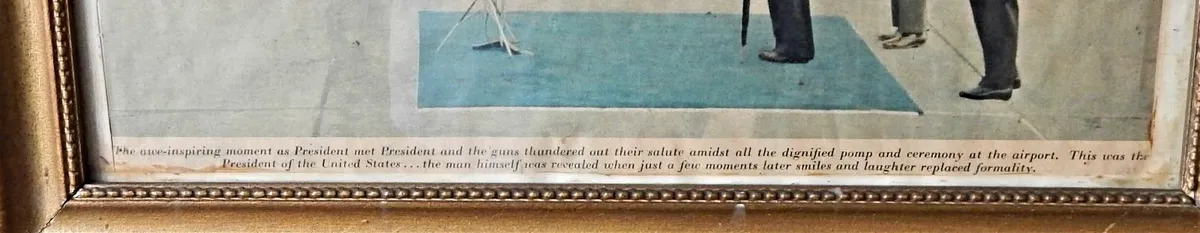 The awe-inspiring moment as President met President and the guns thundered out their salute amidst all the dignified pomp and ceremony at the airport. This was the
President of the United States...the man himself was revealed when just a few moments later smiles and laughter replaced formality.